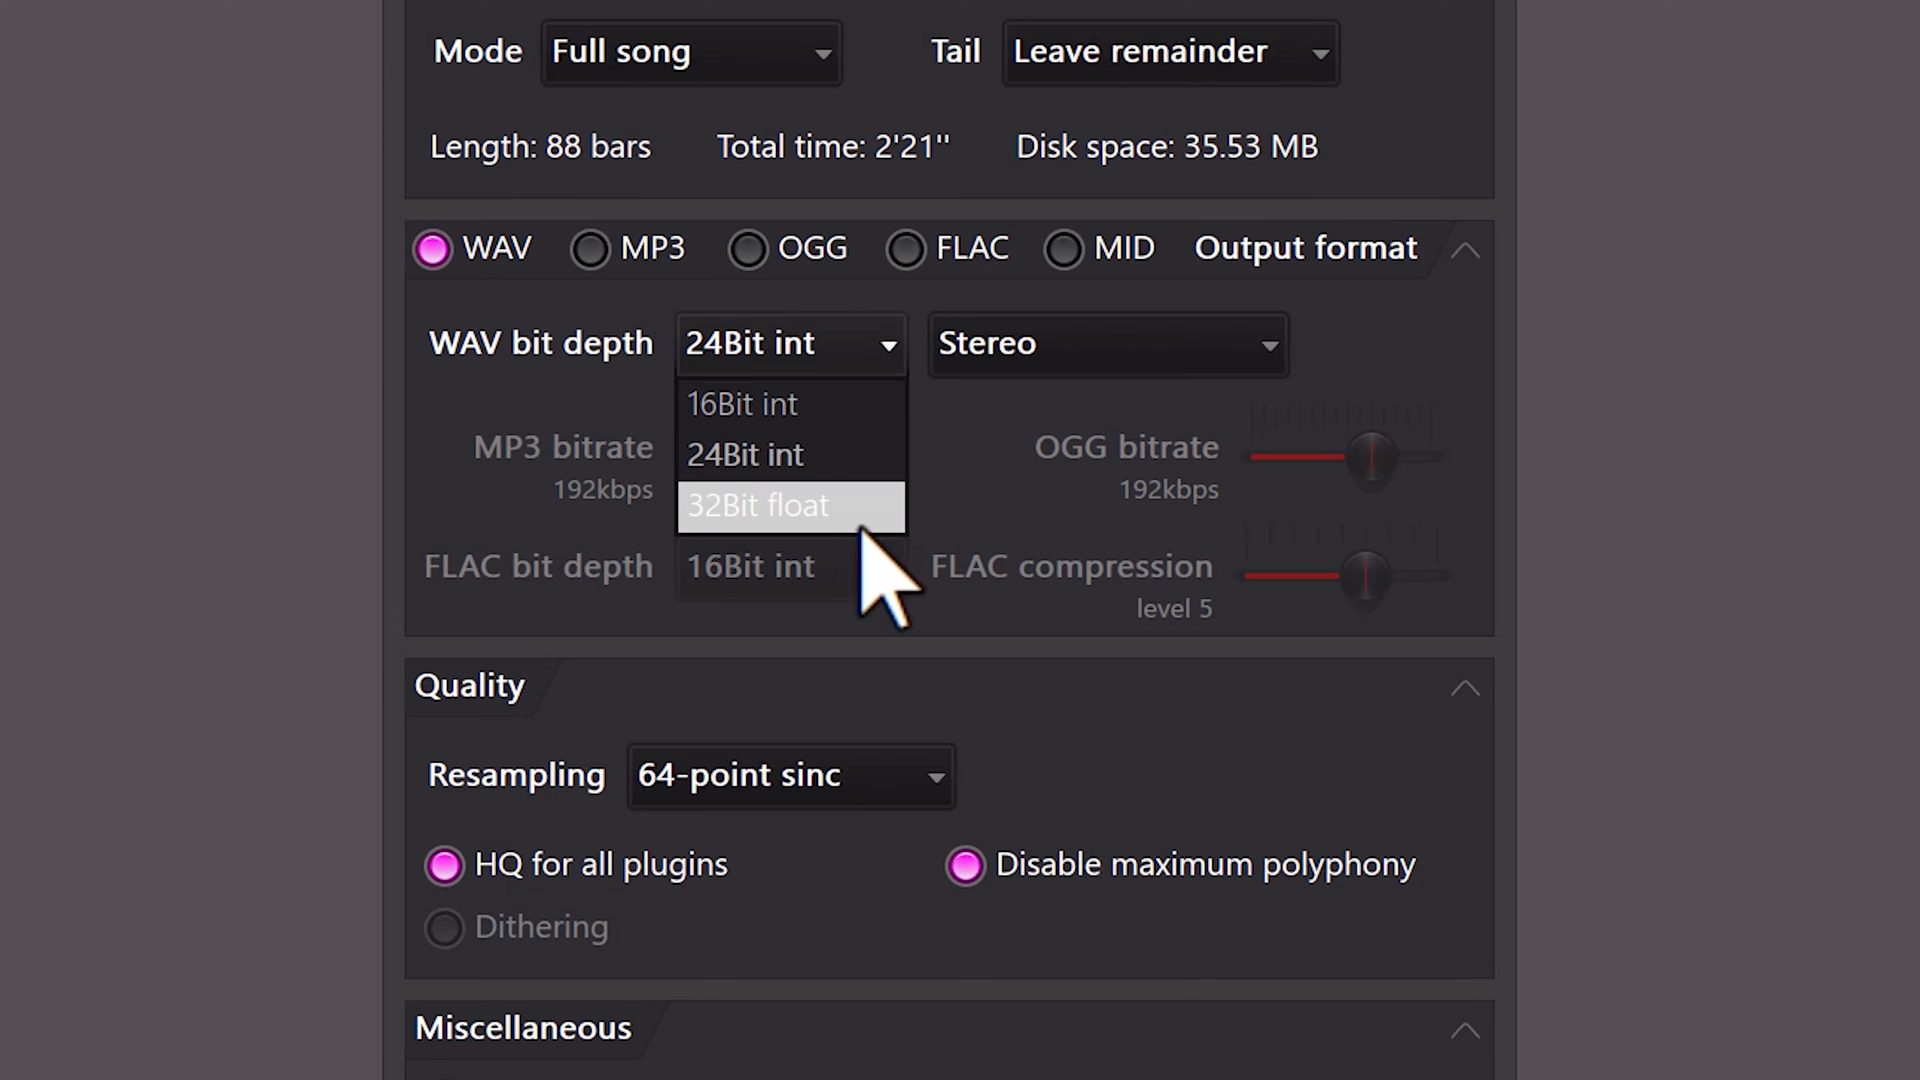 Mode Full song Tail Leave remainder
Length: 88 bars Total time: 2'21'' Disk space: 35.53 MB
WAV MP3 OGG FLAC MID Output format
WAV bit depth 24Bit int Stereo
16Bit int
24Bit int
32Bit float
MP3 bitrate
192kbps
OGG bitrate
192kbps
FLAC bit depth 16Bit int FLAC compression
level 5
Quality
Resampling 64-point sinc
HQ for all plugins Disable maximum polyphony
Dithering
Miscellaneous